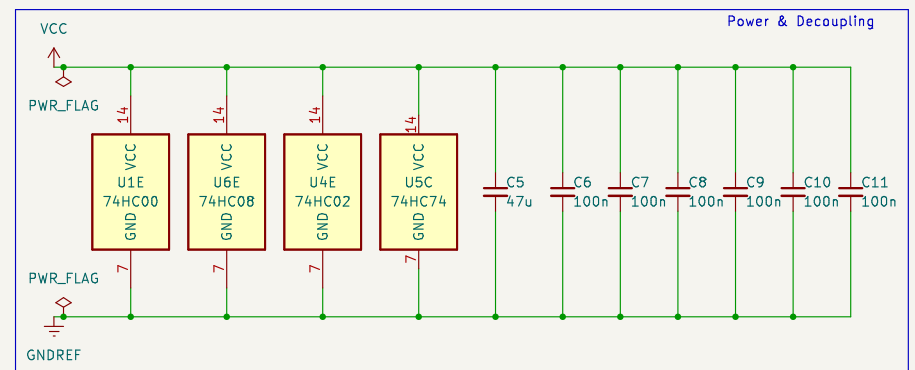 Power & Decoupling
VCC
PWR_FLAG
14
14
14
14
VCC
VCC
VCC
VCC
U1E
U6E
U4E
U5C
C5
C6
C7
C8
C9
C10
C11
74HC00
74HC08
74HC02
74HC74
47u
100n
100n
100n
100n
100n
100n
GND
GND
GND
GND
7
7
7
7
PWR_FLAG
GNDREF